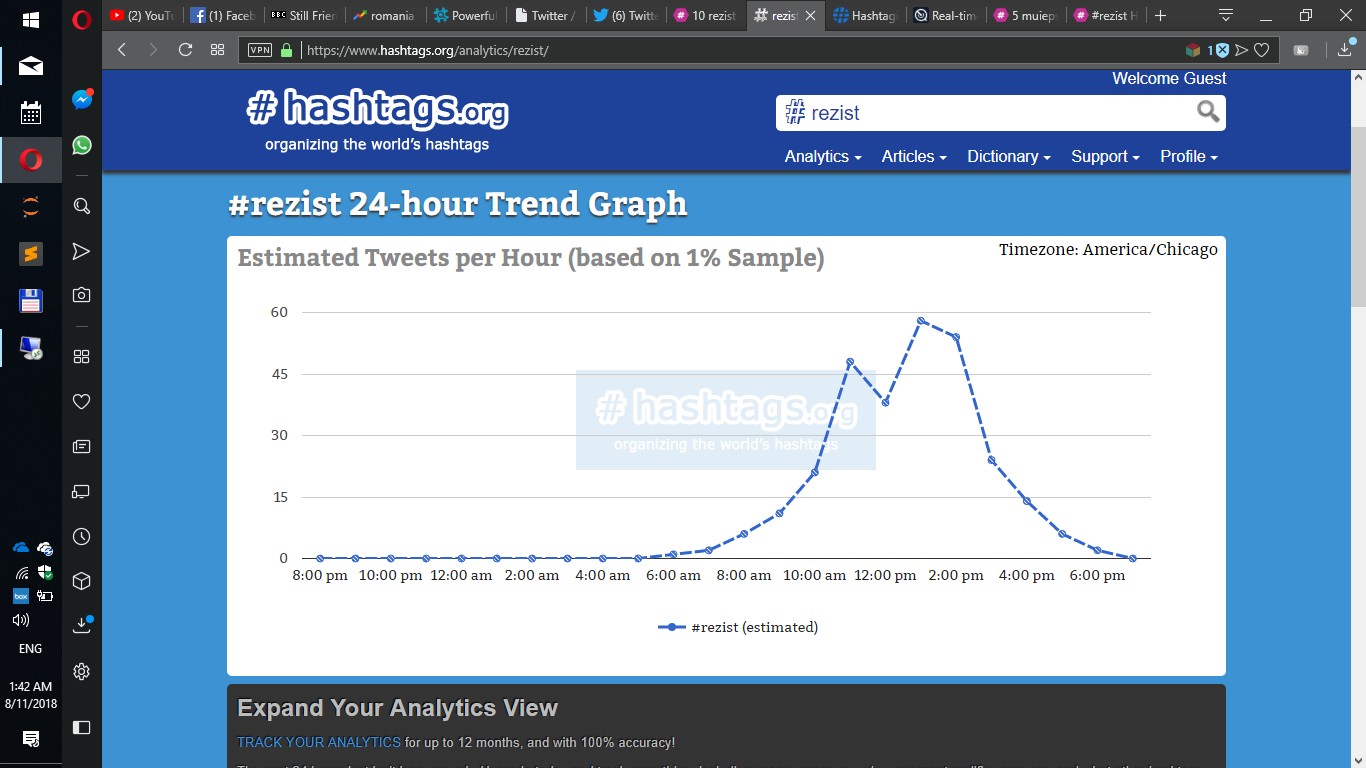 (2) YouTu
(1) Faceb
BBC Still Frien
romania
Powerful
Twitter /
(6) Twitte
# 10 rezist
# rezis
Hashtag
Real-tim
# 5 muiep
# #rezist H
VPN https://www.hashtags.org/analytics/rezist/
1
Welcome Guest
# hashtags.org
organizing the world's hashtags
# rezist
Analytics
Articles
Dictionary
Support
Profile
#rezist 24-hour Trend Graph
Estimated Tweets per Hour (based on 1% Sample)
Timezone: America/Chicago
60
45
30
15
0
# hashtags.org
organizing the world's hashtags
8:00 pm 10:00 pm 12:00 am 2:00 am 4:00 am 6:00 am 8:00 am 10:00 am 12:00 pm 2:00 pm 4:00 pm 6:00 pm
#rezist (estimated)
Expand Your Analytics View
TRACK YOUR ANALYTICS for up to 12 months, and with 100% accuracy!
box
ENG
1:42 AM
8/11/2018